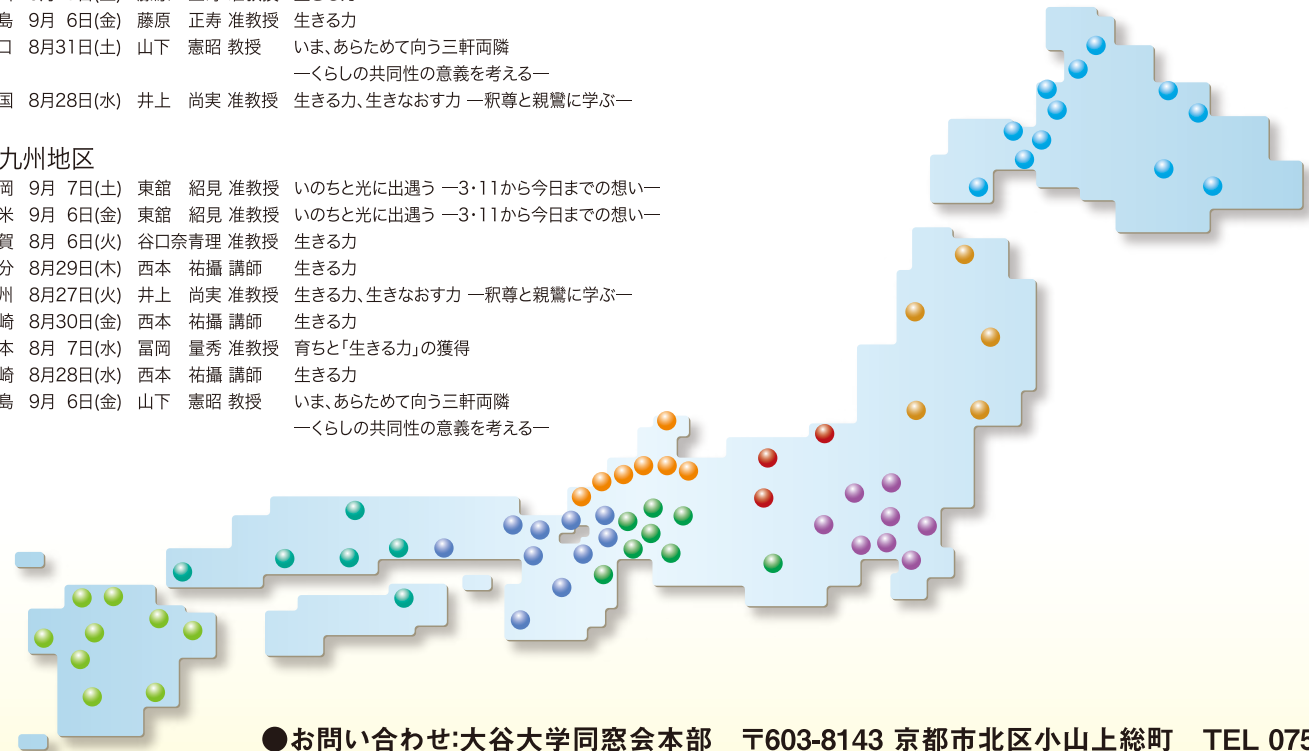 島 9月 6日(金) 藤原 正寿 准教授 生きる力
口 8月31日(土) 山下 憲昭 教授 いま、あらためて向う三軒両隣
―くらしの共同性の意義を考える―
国 8月28日(水) 井上 尚実 准教授 生きる力、生きなおす力 ―釈尊と親鸞に学ぶ―
九州地区
岡 9月 7日(土) 東舘 紹見 准教授 いのちと光に出遇う ―3・11から今日までの想い―
米 9月 6日(金) 東舘 紹見 准教授 いのちと光に出遇う ―3・11から今日までの想い―
賀 8月 6日(火) 谷口奈青理 准教授 生きる力
分 8月29日(木) 西本 祐攝 講師 生きる力
州 8月27日(火) 井上 尚実 准教授 生きる力、生きなおす力 ―釈尊と親鸞に学ぶ―
崎 8月30日(金) 西本 祐攝 講師 生きる力
本 8月 7日(水) 冨岡 量秀 准教授 育ちと「生きる力」の獲得
崎 8月28日(水) 西本 祐攝 講師 生きる力
島 9月 6日(金) 山下 憲昭 教授 いま、あらためて向う三軒両隣
―くらしの共同性の意義を考える―
●お問い合わせ:大谷大学同窓会本部 〒603-8143 京都市北区小山上総町 TEL 075